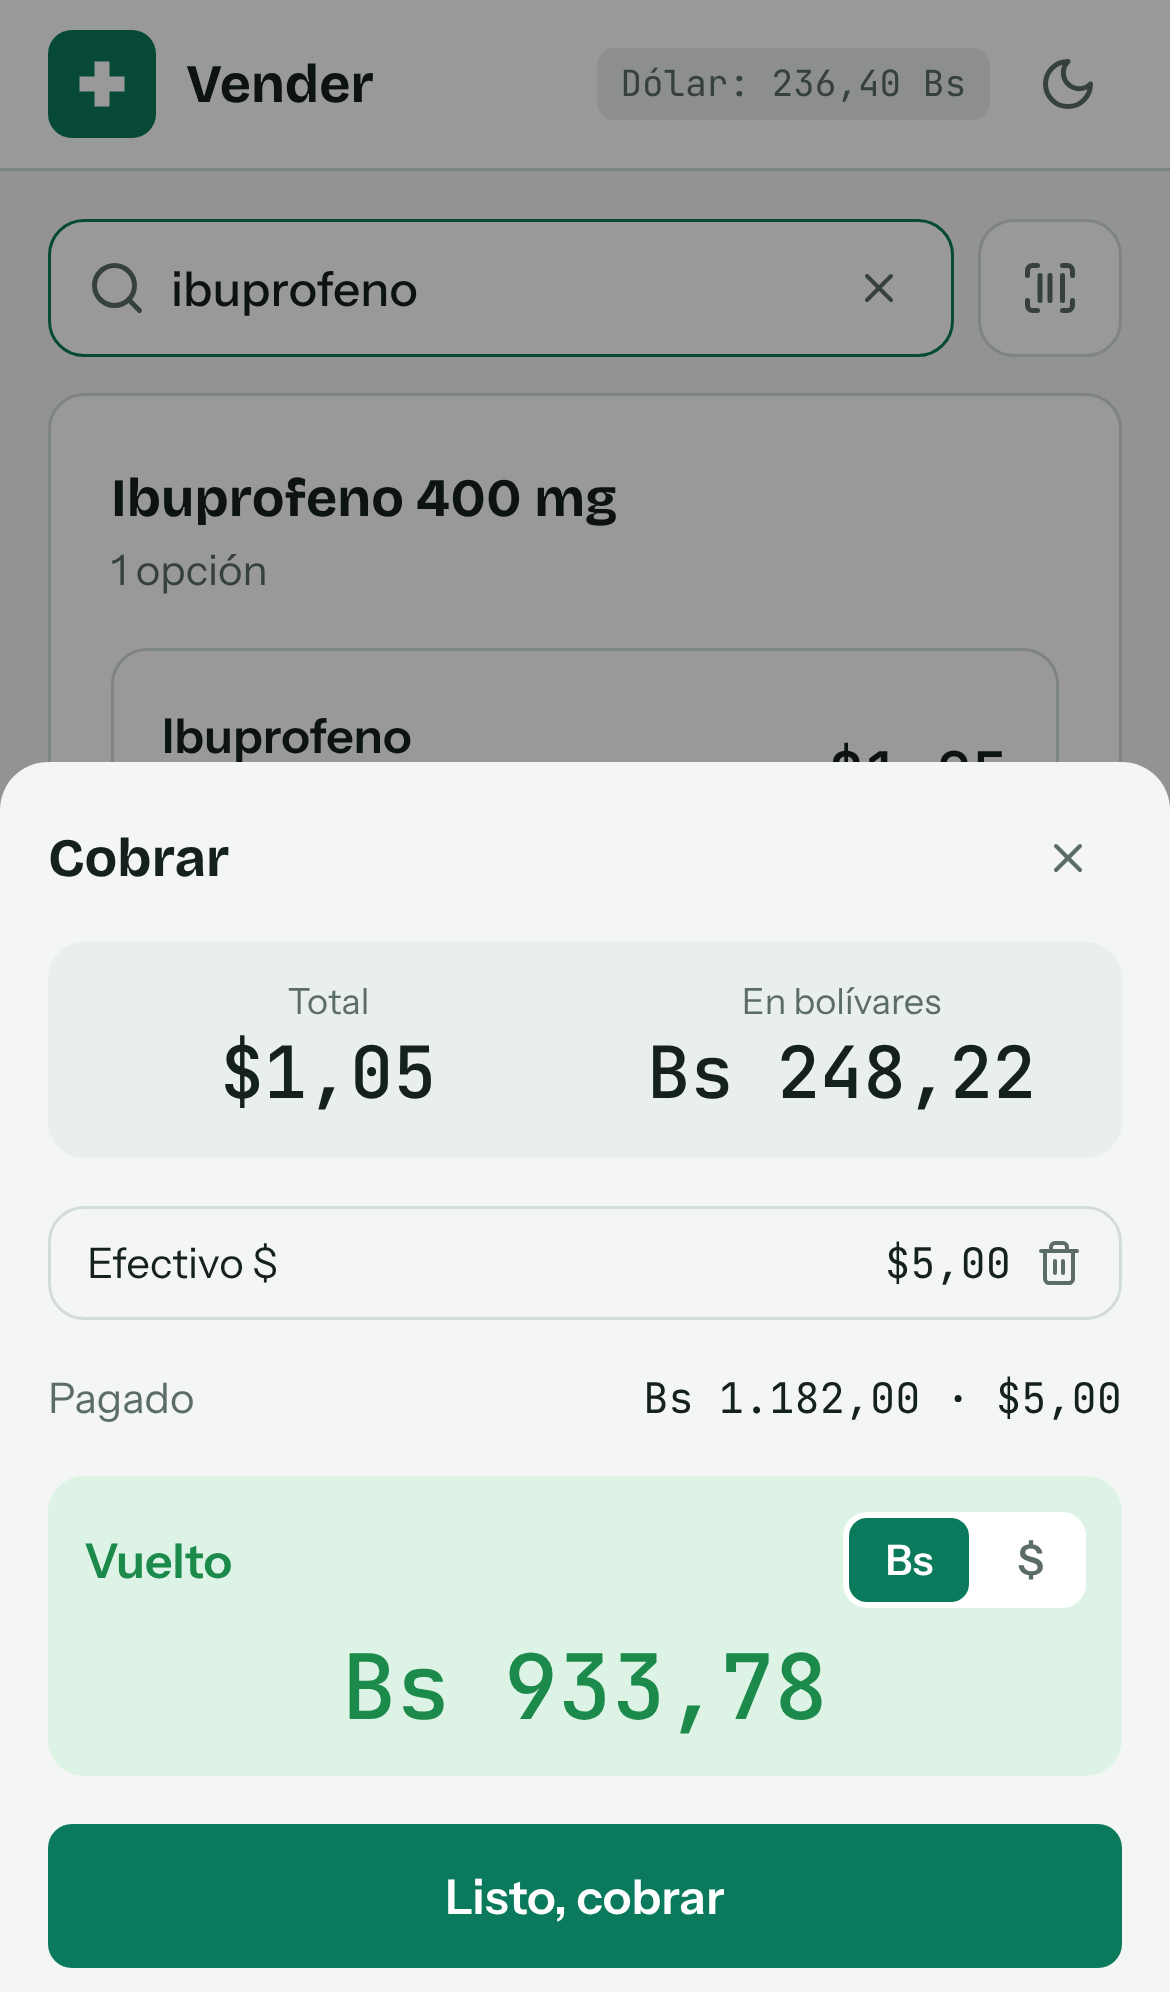 Vender
Dólar: 236,40 Bs
ibuprofeno
Ibuprofeno 400 mg
1 opción
Ibuprofeno
Cobrar
Total
$1,05
En bolívares
Bs 248,22
Efectivo $
$5,00
Pagado
Bs 1.182,00 · $5,00
Vuelto
Bs
$
Bs 933,78
Listo, cobrar